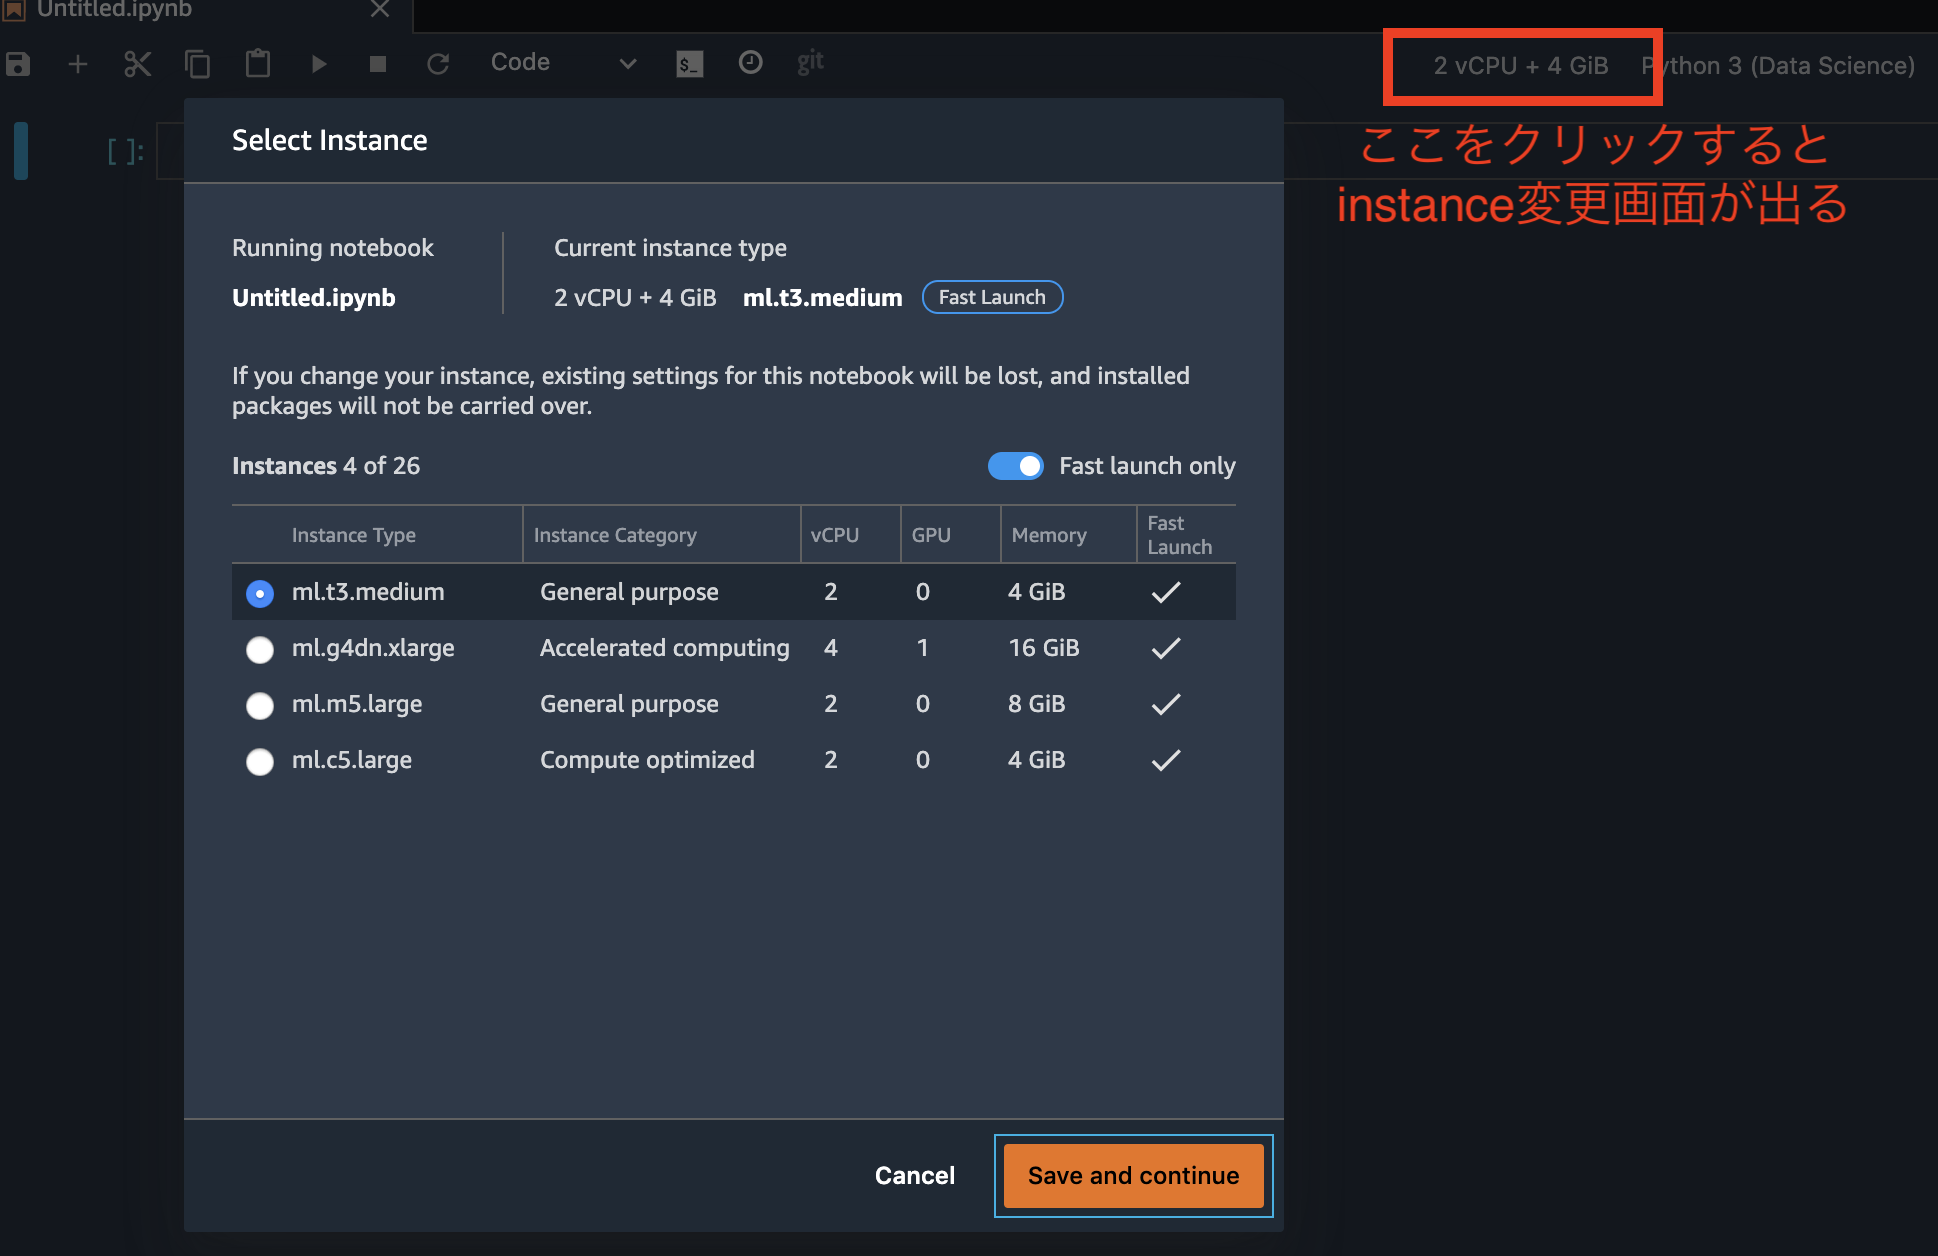 Untitled.ipynb
Code
$_
git
2 vCPU + 4 GiB Python 3 (Data Science)
[ ]:
ここをクリックすると
instance変更画面が出る
Select Instance
Running notebook
Untitled.ipynb
Current instance type
2 vCPU + 4 GiB ml.t3.medium Fast Launch
If you change your instance, existing settings for this notebook will be lost, and installed
packages will not be carried over.
Instances 4 of 26
Fast launch only
Instance Type Instance Category vCPU GPU Memory Fast Launch
ml.t3.medium General purpose 2 0 4 GiB
ml.g4dn.xlarge Accelerated computing 4 1 16 GiB
ml.m5.large General purpose 2 0 8 GiB
ml.c5.large Compute optimized 2 0 4 GiB
Cancel
Save and continue